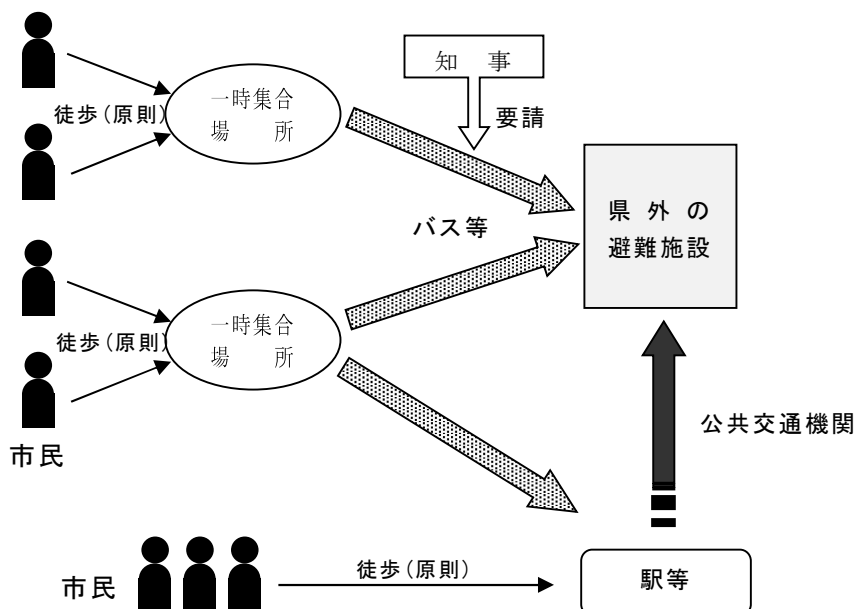 知　事
要請
一時集合
場　　所
徒歩(原則)
県 外 の
避難施設
バス等
一時集合
場　　所
徒歩(原則)
公共交通機関
市民
徒歩(原則)
市民
駅等